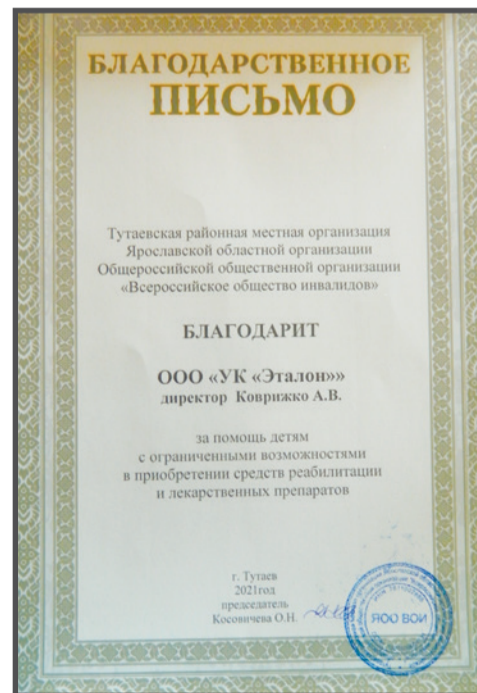 БЛАГОДАРСТВЕННОЕ
ПИСЬМО
Тутаевская районная местная организация
Ярославской областной организации
Общероссийской общественной организации
«Всероссийское общество инвалидов»
БЛАГОДАРИТ
ООО «УК «Эталон»»
директор Коврижко А.В.
за помощь детям
с ограниченными возможностями
в приобретении средств реабилитации
и лекарственных препаратов
г. Тутаев
2021год
председатель
Косовичева О.Н.
ЯОО ВОИ